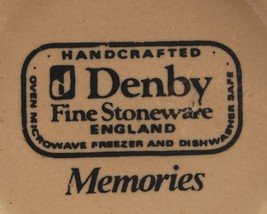 HANDCRAFTED
d Denby
Fine Stoneware
ENGLAND
OVEN MICROWAVE FREEZER AND DISHWASHER SAFE
Memories